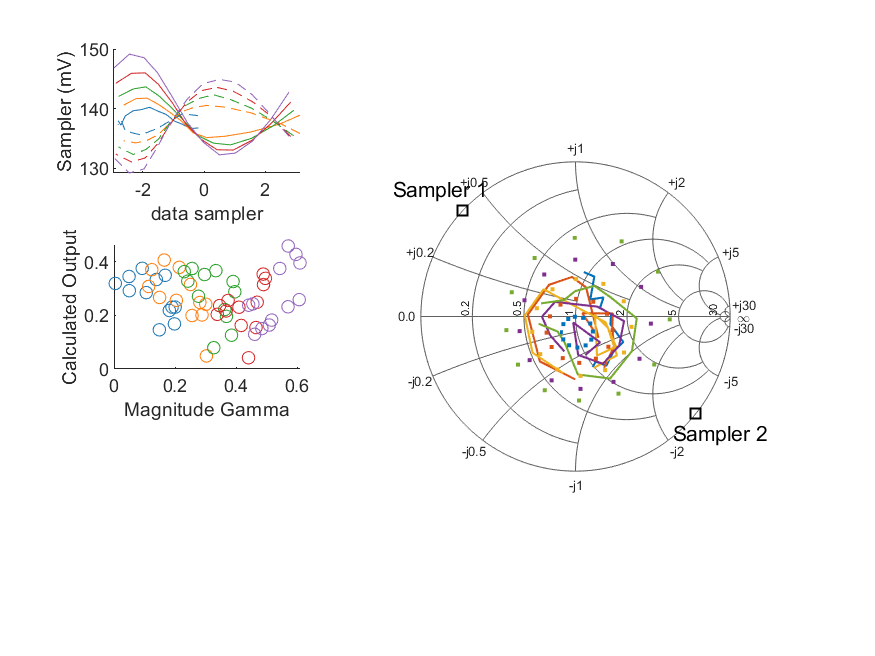 150
140
130
Sampler (mV)
-2
0
2
data sampler
0.4
0.2
0
Calculated Output
0
0.2
0.4
0.6
Magnitude Gamma
+j1
+j0.5
+j2
Sampler 1
+j0.2
+j5
0.0
0.2
0.5
1
2
5
30
+j30
∞
-j30
-j0.2
-j5
Sampler 2
-j0.5
-j2
-j1